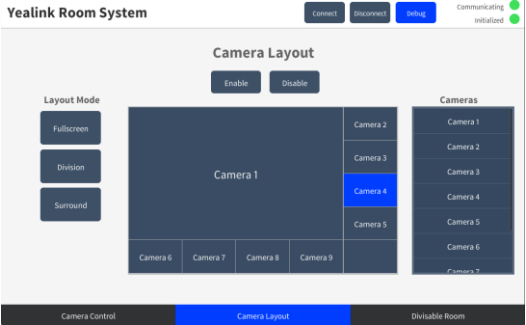 Yealink Room System
Connect
Disconnect
Debug
Communicating
Initialized
Camera Layout
Enable
Disable
Layout Mode
Fullscreen
Division
Surround
Camera 1
Camera 2
Camera 3
Camera 4
Camera 5
Camera 6
Camera 7
Camera 8
Camera 9
Cameras
Camera 1
Camera 2
Camera 3
Camera 4
Camera 5
Camera 6
Camera 7
Camera Control
Camera Layout
Divisable Room